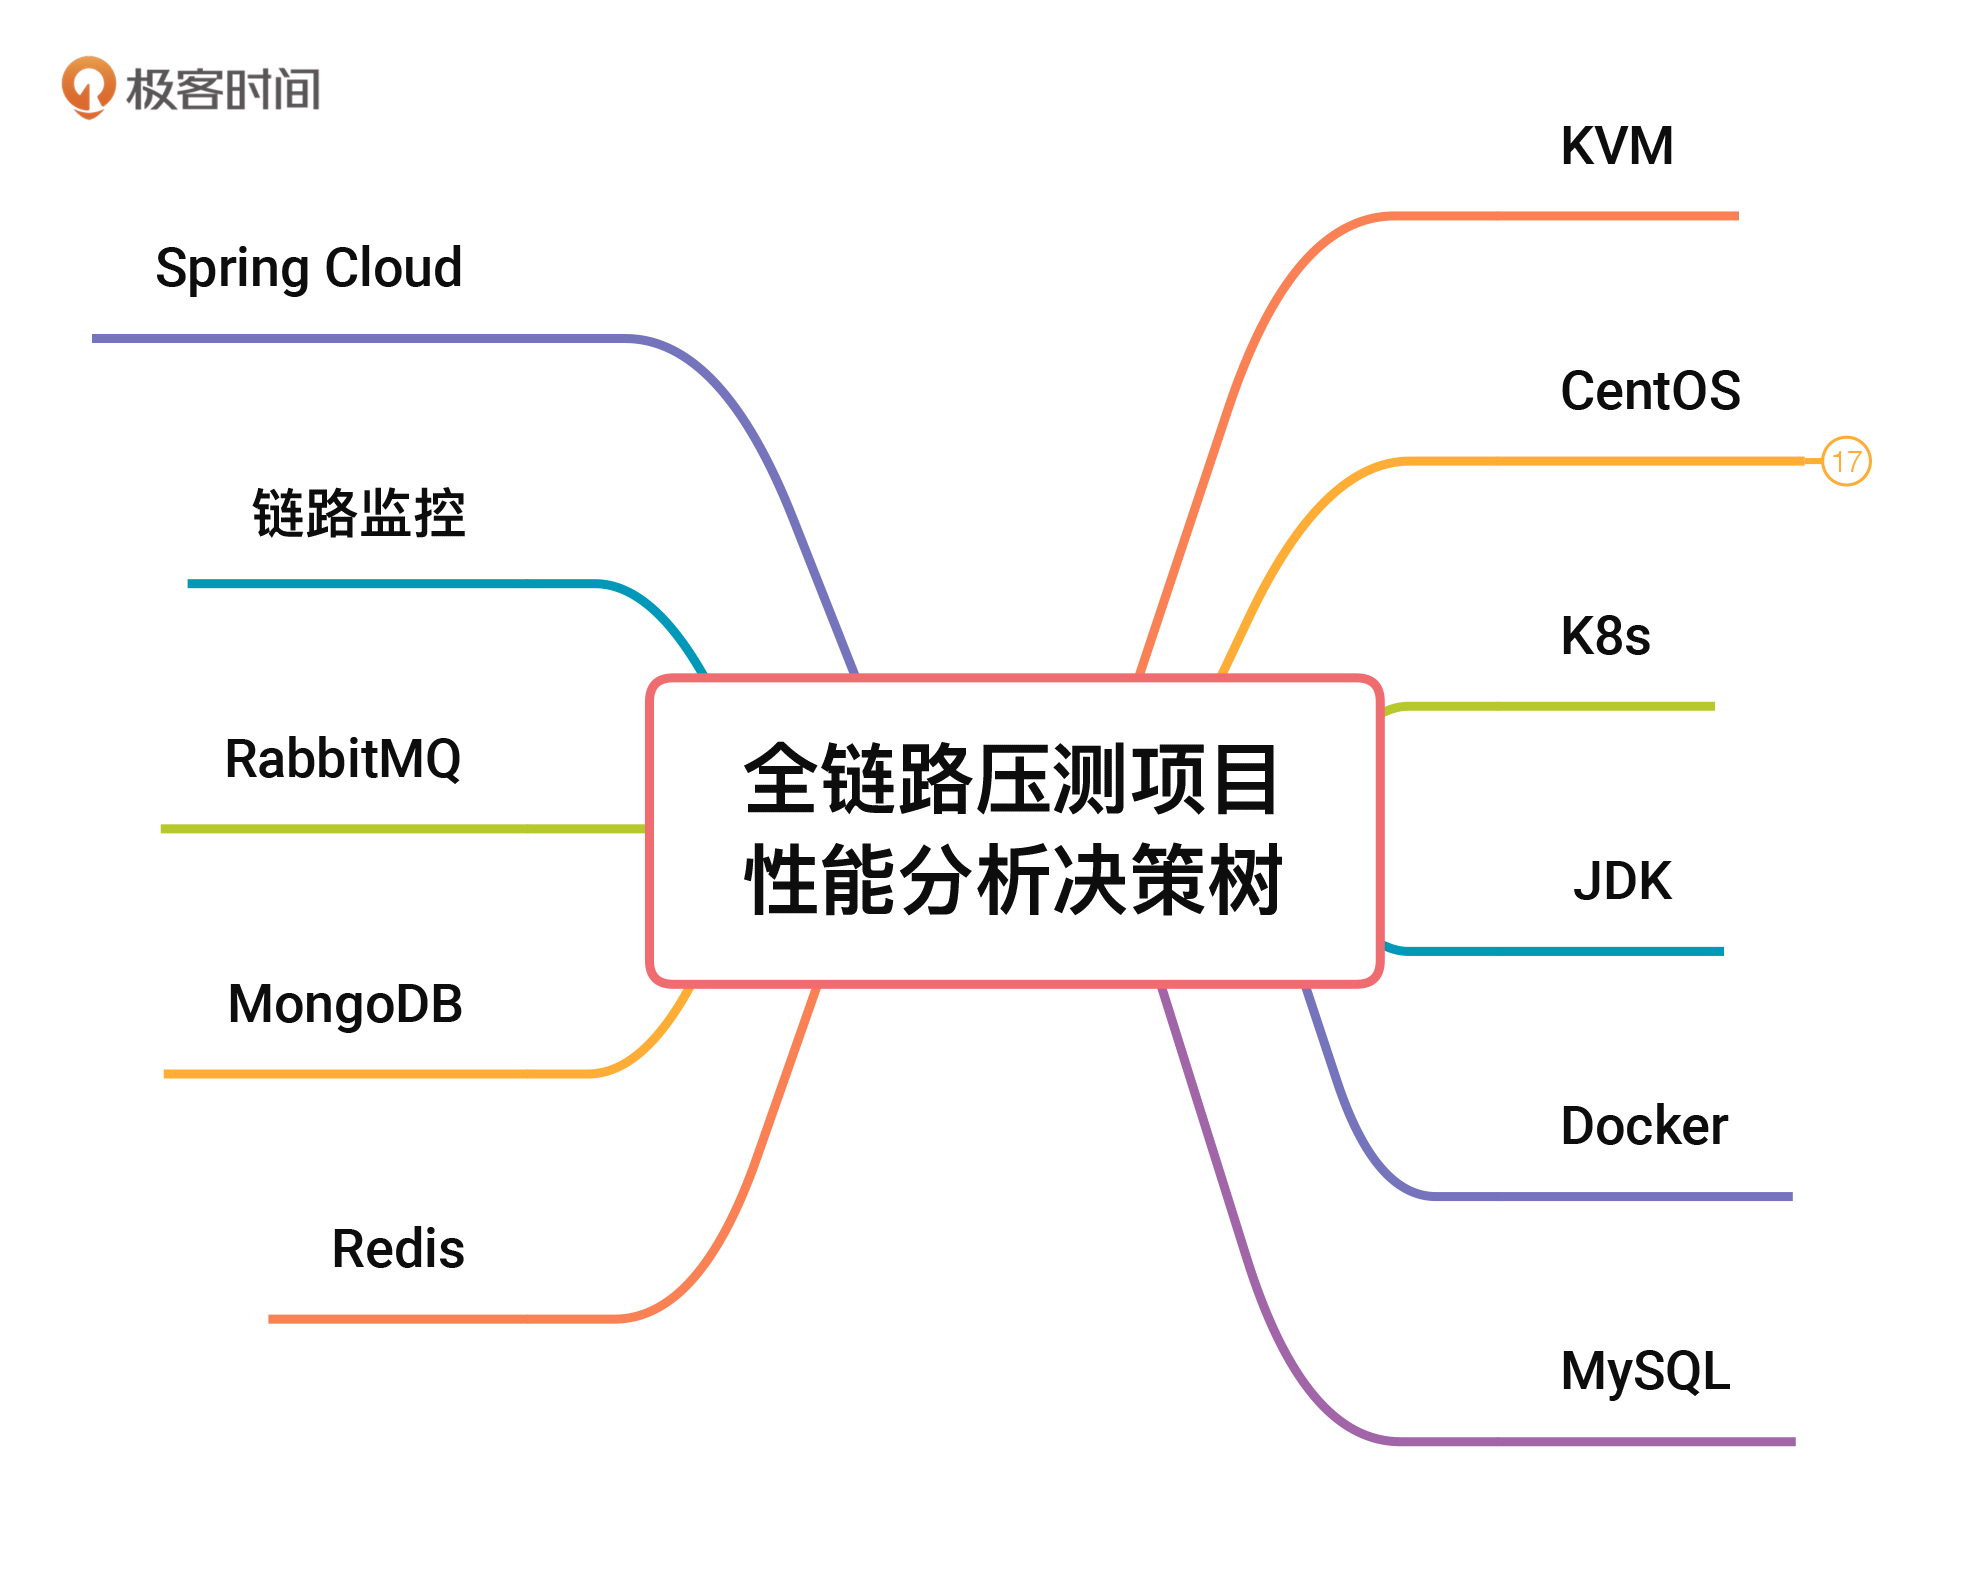 极客时间
KVM
Spring Cloud
CentOS
17
链路监控
K8s
RabbitMQ
全链路压测项目
性能分析决策树
JDK
MongoDB
Docker
Redis
MySQL